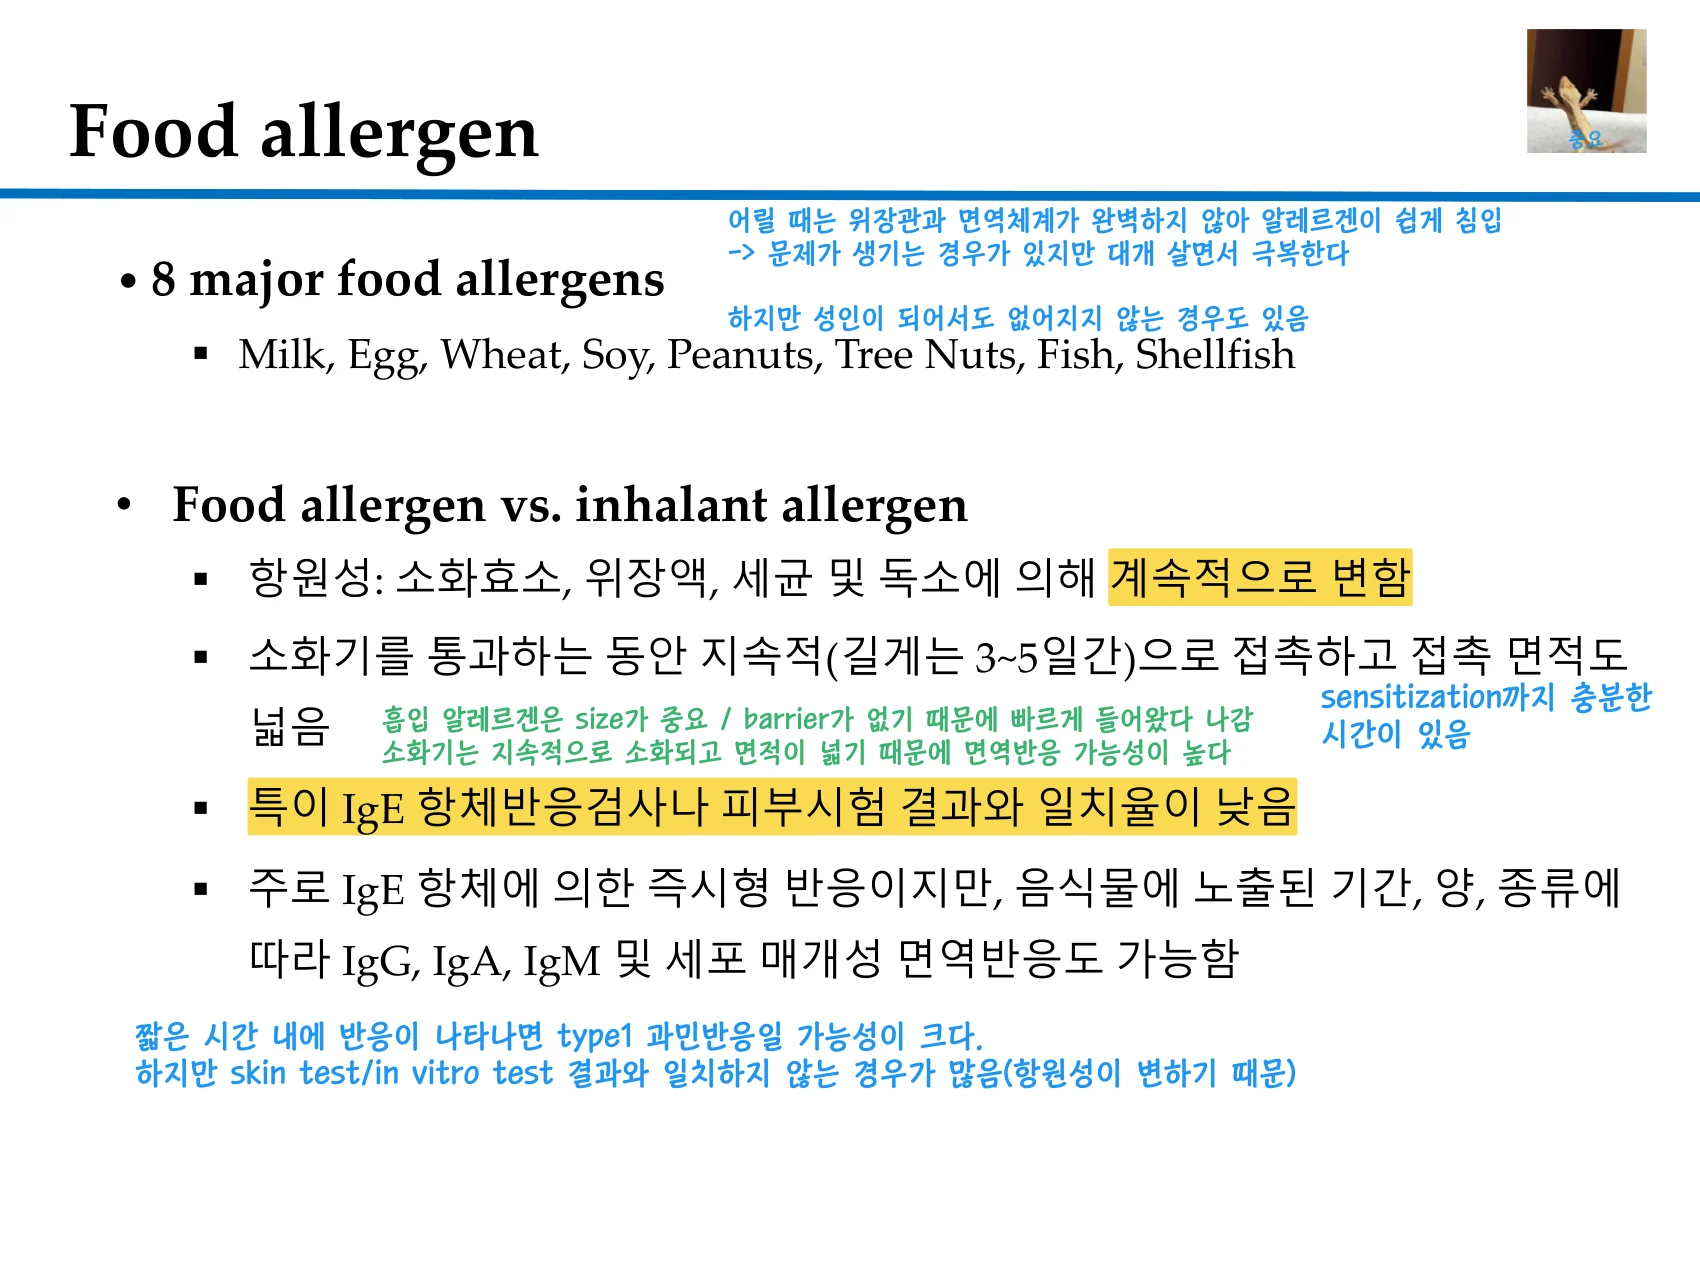 Food allergen
중요
어릴 때는 위장관과 면역체계가 완벽하지 않아 알레르겐이 쉽게 침입
-> 문제가 생기는 경우가 있지만 대개 살면서 극복한다
• 8 major food allergens
하지만 성인이 되어서도 없어지지 않는 경우도 있음
▪ Milk, Egg, Wheat, Soy, Peanuts, Tree Nuts, Fish, Shellfish
• Food allergen vs. inhalant allergen
▪ 항원성: 소화효소, 위장액, 세균 및 독소에 의해 계속적으로 변함
▪ 소화기를 통과하는 동안 지속적(길게는 3~5일간)으로 접촉하고 접촉 면적도
넓음
sensitization까지 충분한
시간이 있음
흡입 알레르겐은 size가 중요 / barrier가 없기 때문에 빠르게 들어왔다 나감
소화기는 지속적으로 소화되고 면적이 넓기 때문에 면역반응 가능성이 높다
▪ 특이 IgE 항체반응검사나 피부시험 결과와 일치율이 낮음
▪ 주로 IgE 항체에 의한 즉시형 반응이지만, 음식물에 노출된 기간, 양, 종류에
따라 IgG, IgA, IgM 및 세포 매개성 면역반응도 가능함
짧은 시간 내에 반응이 나타나면 type1 과민반응일 가능성이 크다.
하지만 skin test/in vitro test 결과와 일치하지 않는 경우가 많음(항원성이 변하기 때문)